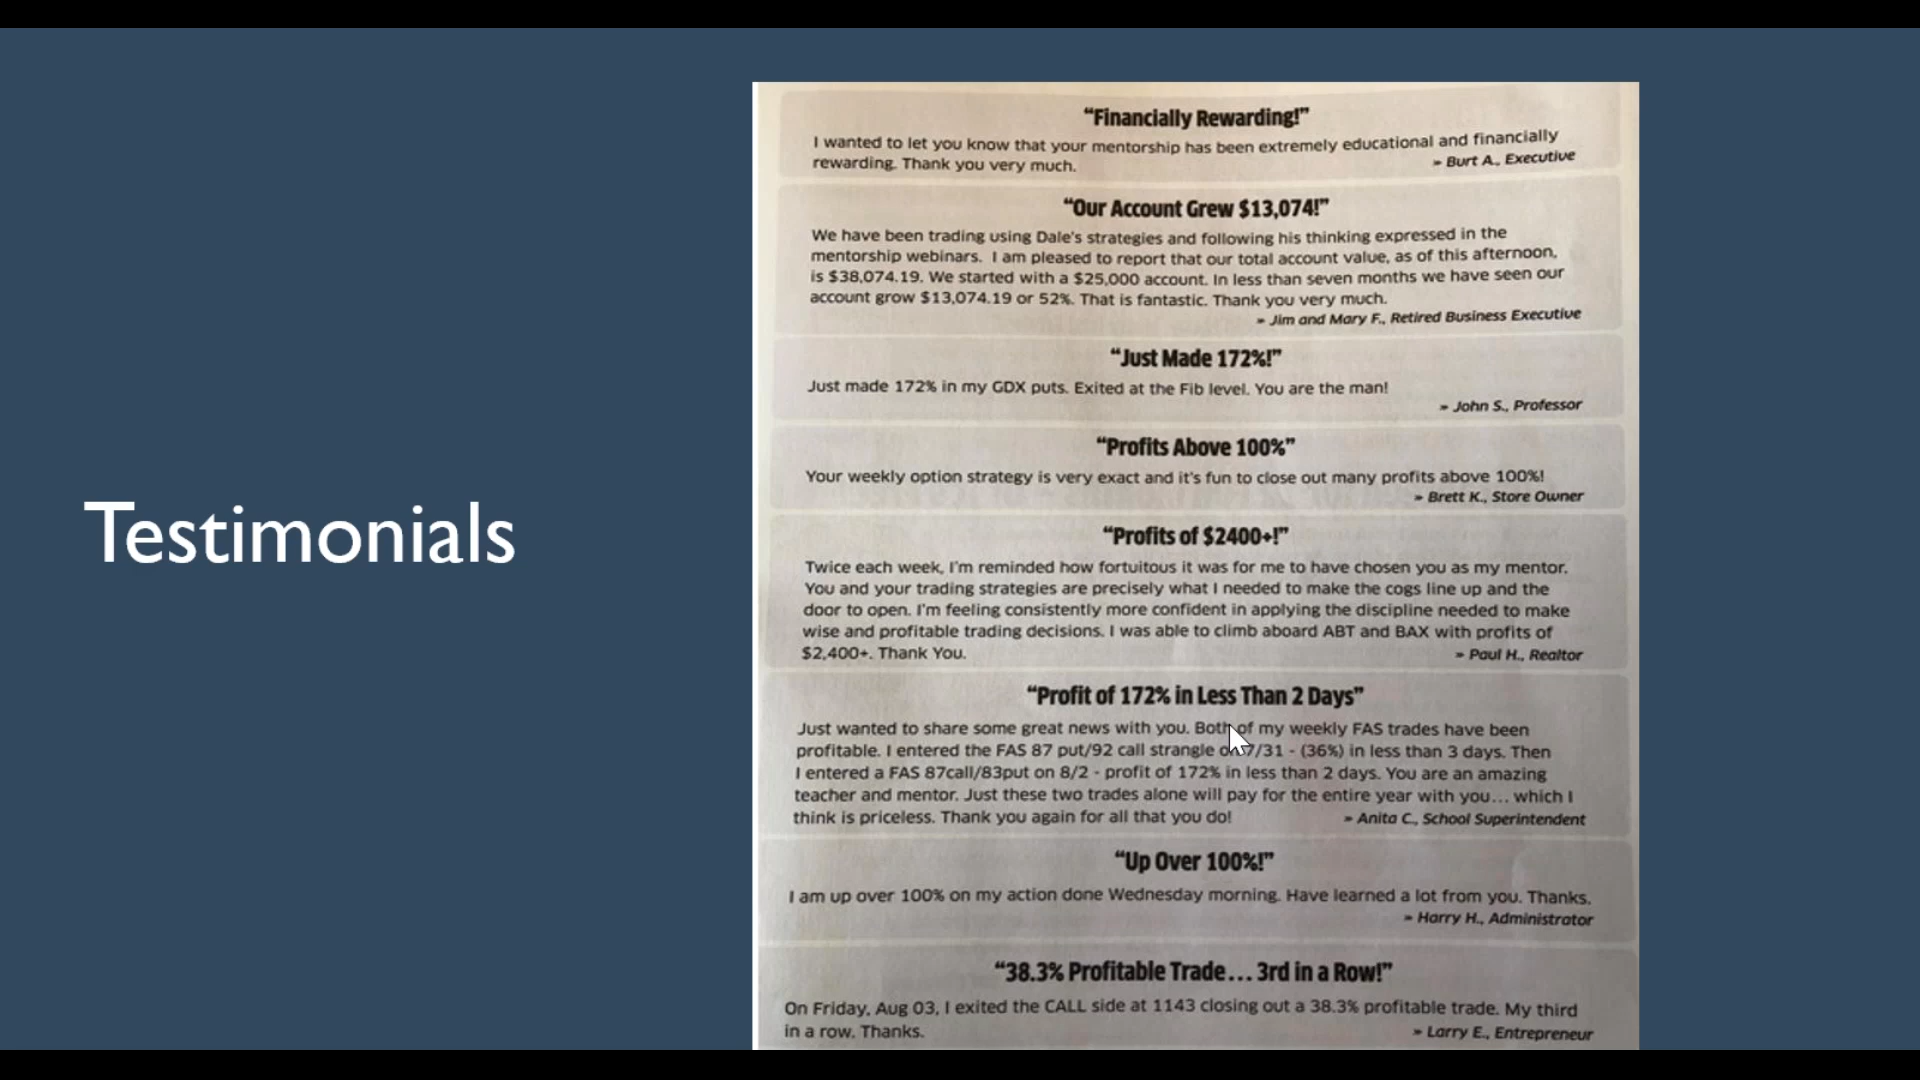 Testimonials
“Financially Rewarding!”
I wanted to let you know that your mentorship has been extremely educational and financially
rewarding. Thank you very much.
» Burt A., Executive
“Our Account Grew $13,074!”
We have been trading using Dale's strategies and following his thinking expressed in the
mentorship webinars. I am pleased to report that our total account value, as of this afternoon,
is $38,074.19. We started with a $25,000 account. In less than seven months we have seen our
account grow $13,074.19 or 52%. That is fantastic. Thank you very much.
» Jim and Mary F., Retired Business Executive
“Just Made 172%!”
Just made 172% in my GDX puts. Exited at the Fib level. You are the man!
» John S., Professor
“Profits Above 100%”
Your weekly option strategy is very exact and it's fun to close out many profits above 100%!
» Brett K., Store Owner
“Profits of $2400+!”
Twice each week, I'm reminded how fortuitous it was for me to have chosen you as my mentor.
You and your trading strategies are precisely what I needed to make the cogs line up and the
door to open. I'm feeling consistently more confident in applying the discipline needed to make
wise and profitable trading decisions. I was able to climb aboard ABT and BAX with profits of
$2,400+. Thank You.
» Paul H., Realtor
“Profit of 172% in Less Than 2 Days”
Just wanted to share some great news with you. Both of my weekly FAS trades have been
profitable. I entered the FAS 87 put/92 call strangle on 7/31 - (36%) in less than 3 days. Then
I entered a FAS 87call/83put on 8/2 - profit of 172% in less than 2 days. You are an amazing
teacher and mentor. Just these two trades alone will pay for the entire year with you... which I
think is priceless. Thank you again for all that you do!
» Anita C., School Superintendent
“Up Over 100%!”
I am up over 100% on my action done Wednesday morning. Have learned a lot from you. Thanks.
» Harry H., Administrator
“38.3% Profitable Trade... 3rd in a Row!”
On Friday, Aug 03, I exited the CALL side at 1143 closing out a 38.3% profitable trade. My third
in a row. Thanks.
» Larry E., Entrepreneur